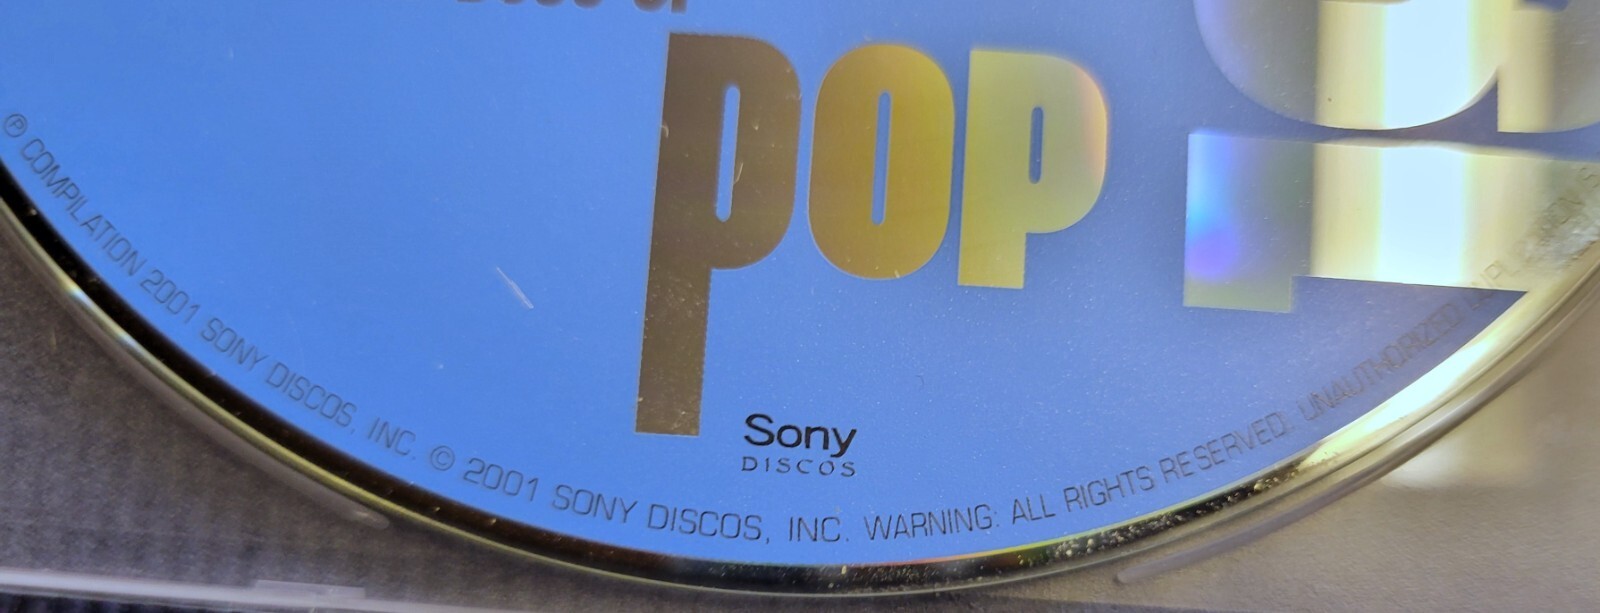 POP
Sony
DISCOS
℗ COMPILATION 2001 SONY DISCOS, INC. © 2001 SONY DISCOS, INC. WARNING: ALL RIGHTS RESERVED. UNAUTHORIZED